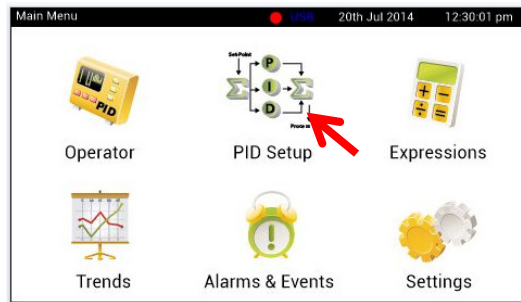 Main Menu USB 20th Jul 2014 12:30:01 pm
Set-Point
P
I
D
Process
PID
Operator PID Setup Expressions
Trends Alarms & Events Settings